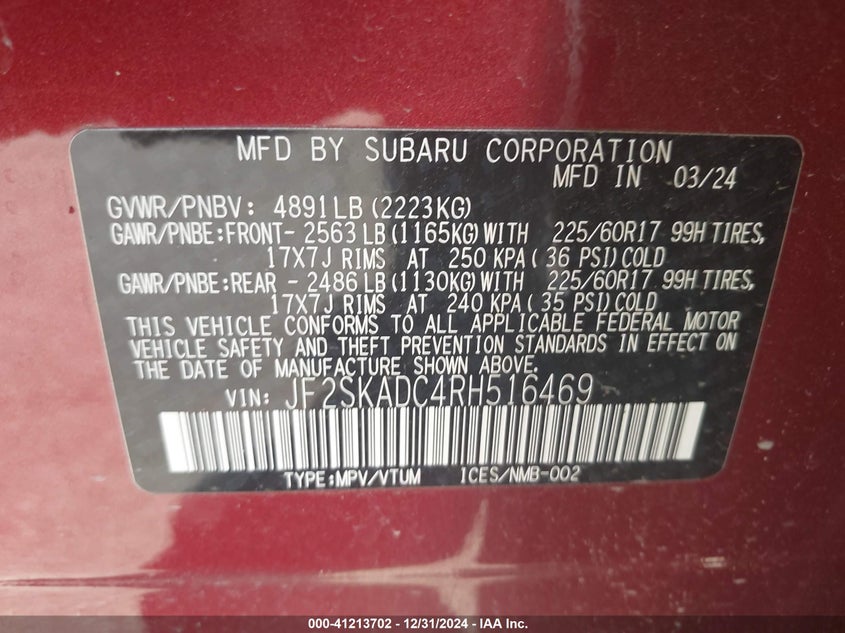 MFD BY SUBARU CORPORATION
MFD IN 03/24
GVWR/PNBV: 4891LB (2223KG)
GAWR/PNBE:FRONT- 2563 LB (1165KG) WITH 225/60R17 99H TIRES,
17X7J RIMS AT 250 KPA ( 36 PSI) COLD
GAWR/PNBE:REAR - 2486 LB (1130KG) WITH 225/60R17 99H TIRES,
17X7J RIMS AT 240 KPA ( 35 PSI) COLD
THIS VEHICLE CONFORMS TO ALL APPLICABLE FEDERAL MOTOR
VEHICLE SAFETY AND THEFT PREVENTION STANDARDS IN EFFECT ON
THE DATE OF MANUFACTURE SHOWN ABOVE.
VIN: JF2SKADC4RH516469
TYPE:MPV/VTUM ICES/NMB-002
000-41213702 - 12/31/2024 - IAA Inc.